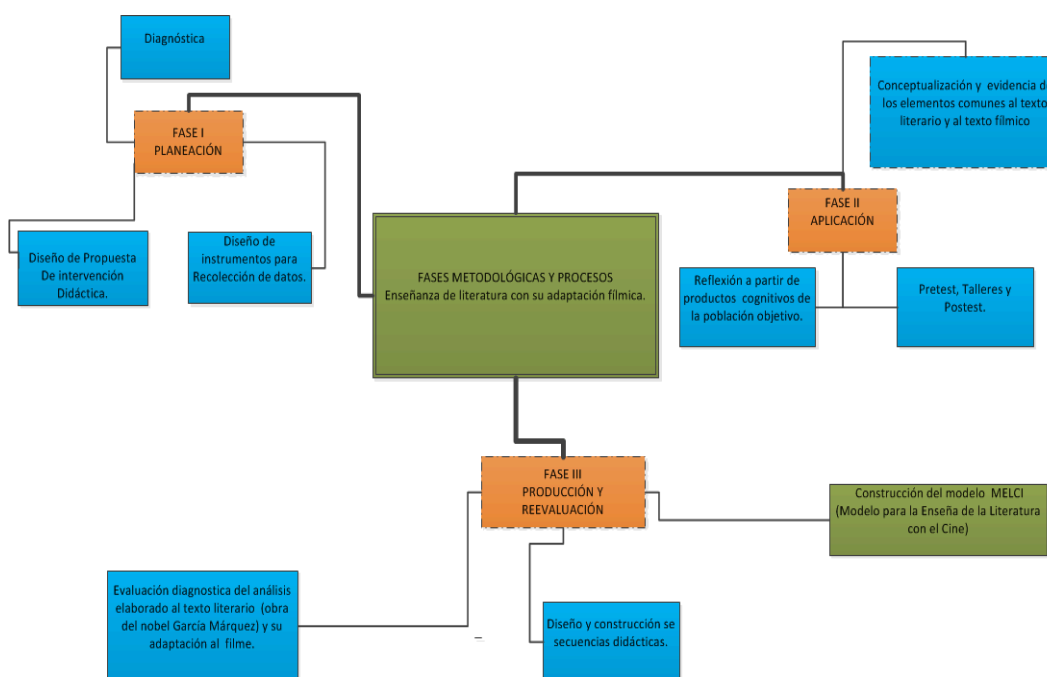 Diagnóstica
FASE I
PLANEACIÓN
Diseño de Propuesta
De intervención
Didáctica.
Diseño de
instrumentos para
Recolección de datos.
FASES METODOLÓGICAS Y PROCESOS
Enseñanza de literatura con su adaptación fílmica.
Conceptualización y evidencia de
los elementos comunes al texto
literario y al texto fílmico
FASE II
APLICACIÓN
Reflexión a partir de
productos cognitivos de
la población objetivo.
Pretest, Talleres y
Postest.
FASE III
PRODUCCIÓN Y
REEVALUACIÓN
Construcción del modelo MELCI
(Modelo para la Enseña de la Literatura
con el Cine)
Evaluación diagnostica del análisis
elaborado al texto literario (obra
del nobel García Márquez) y su
adaptación al filme.
Diseño y construcción se
secuencias didácticas.